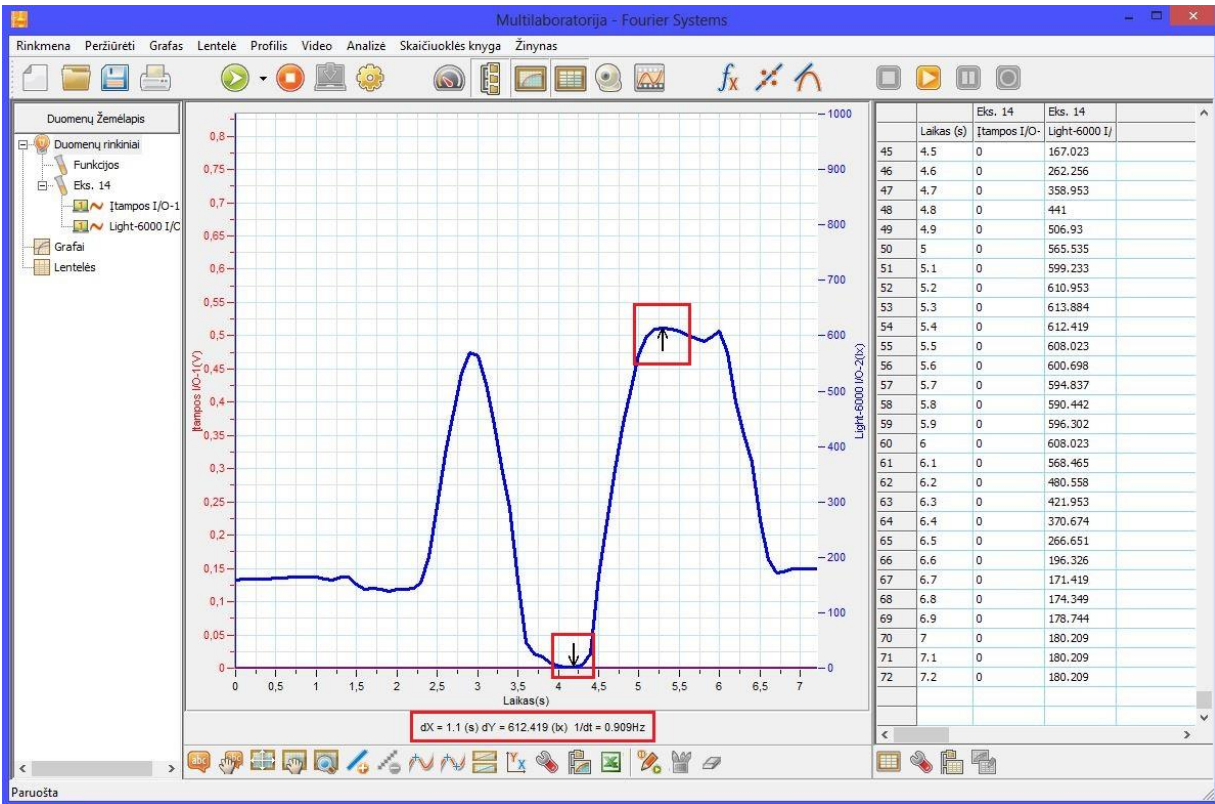 Multilaboratorija - Fourier Systems
Rinkmena Peržiūrėti Grafas Lentelė Profilis Video Analizė Skaičiuoklės knyga Žinynas
Duomenų Žemėlapis
Duomenų rinkiniai
Funkcijos
Eks. 14
Įtampos I/O-1
Light-6000 I/O
Grafai
Lentelės
Įtampos I/O-1(V)
0,8
0,75
0,7
0,65
0,6
0,55
0,5
0,45
0,4
0,35
0,3
0,25
0,2
0,15
0,1
0,05
0
1000
900
800
700
600
500
400
300
200
100
0
Light-6000 I/O-2(lx)
0 0,5 1 1,5 2 2,5 3 3,5 4 4,5 5 5,5 6 6,5 7
Laikas(s)
dX = 1.1 (s) dY = 612.419 (lx) 1/dt = 0.909Hz
Eks. 14 Eks. 14
Laikas (s) Įtampos I/O- Light-6000 I/
45 4.5 0 167.023
46 4.6 0 262.256
47 4.7 0 358.953
48 4.8 0 441
49 4.9 0 506.93
50 5 0 565.535
51 5.1 0 599.233
52 5.2 0 610.953
53 5.3 0 613.884
54 5.4 0 612.419
55 5.5 0 608.023
56 5.6 0 600.698
57 5.7 0 594.837
58 5.8 0 590.442
59 5.9 0 596.302
60 6 0 608.023
61 6.1 0 568.465
62 6.2 0 480.558
63 6.3 0 421.953
64 6.4 0 370.674
65 6.5 0 266.651
66 6.6 0 196.326
67 6.7 0 171.419
68 6.8 0 174.349
69 6.9 0 178.744
70 7 0 180.209
71 7.1 0 180.209
72 7.2 0 180.209
Paruošta